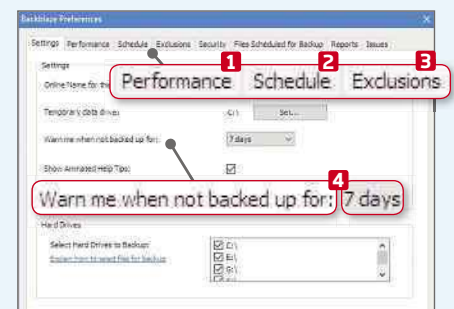 Backblaze Preferences
Settings Performance Schedule Exclusions Security Files Scheduled for Backup Reports Issues
Settings
1 2 3
Online Name for the
Performance Schedule Exclusions
Temporary data drive: C:\ Set...
Warn me when not backed up for: 7 days
Show Animated Help Tips:
4
Warn me when not backed up for: 7 days
Hard Drives
Select Hard Drives to Backup: C:\
Explain how to select files for backup E:\
G:\